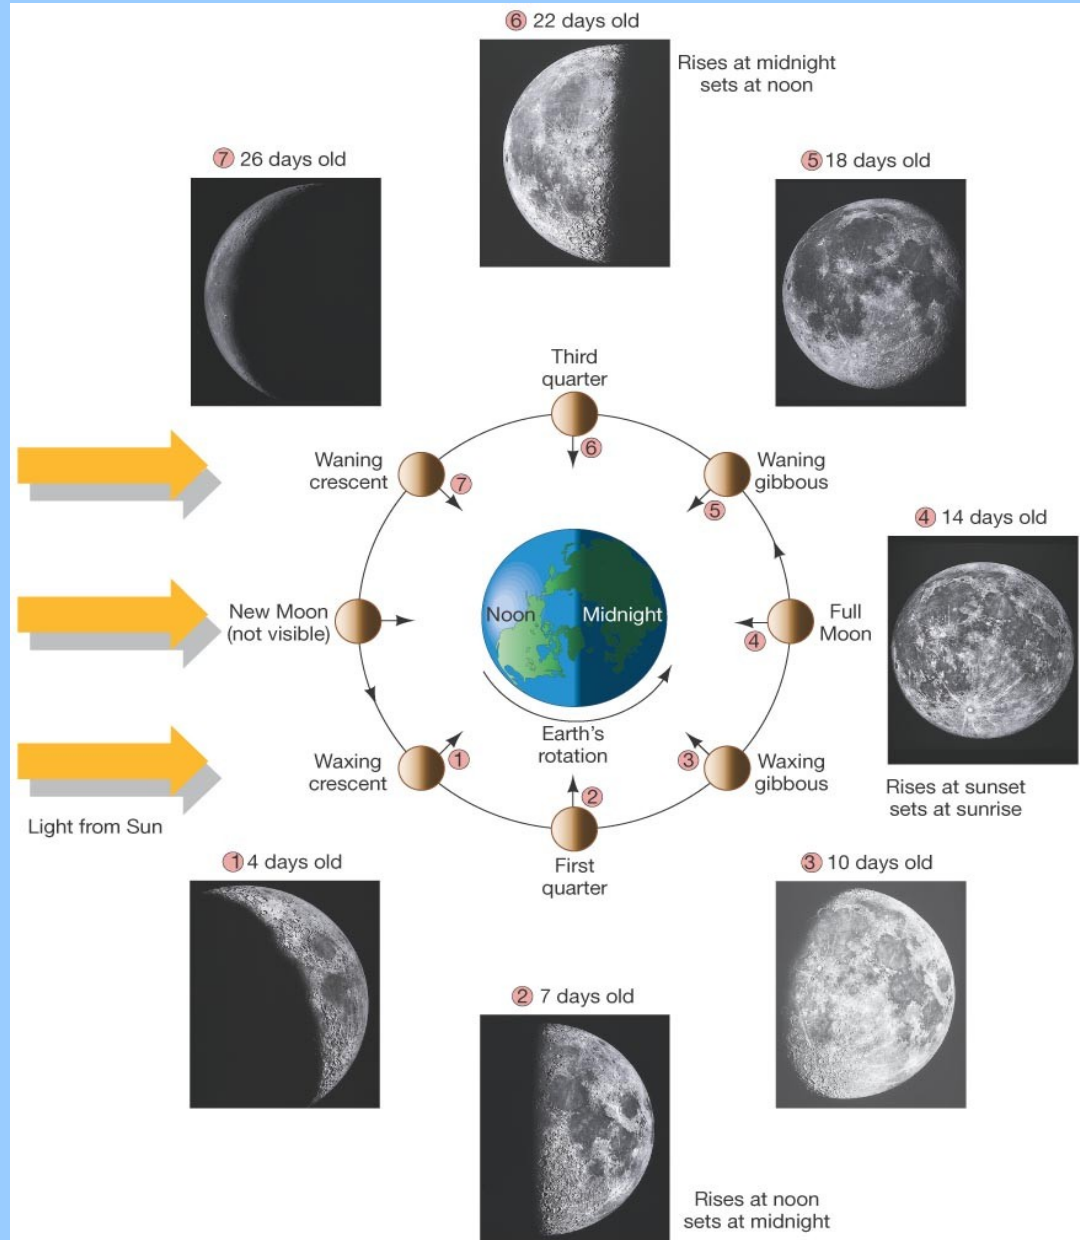 6 22 days old
Rises at midnight
sets at noon
7 26 days old
5 18 days old
Third
quarter
6
Waning
crescent
7
Waning
gibbous
5
4 14 days old
New Moon
(not visible)
Noon
Midnight
Full
Moon
4
Earth's
rotation
Waxing
crescent
1
2
3
Waxing
gibbous
Rises at sunset
sets at sunrise
Light from Sun
First
quarter
1 4 days old
3 10 days old
2 7 days old
Rises at noon
sets at midnight